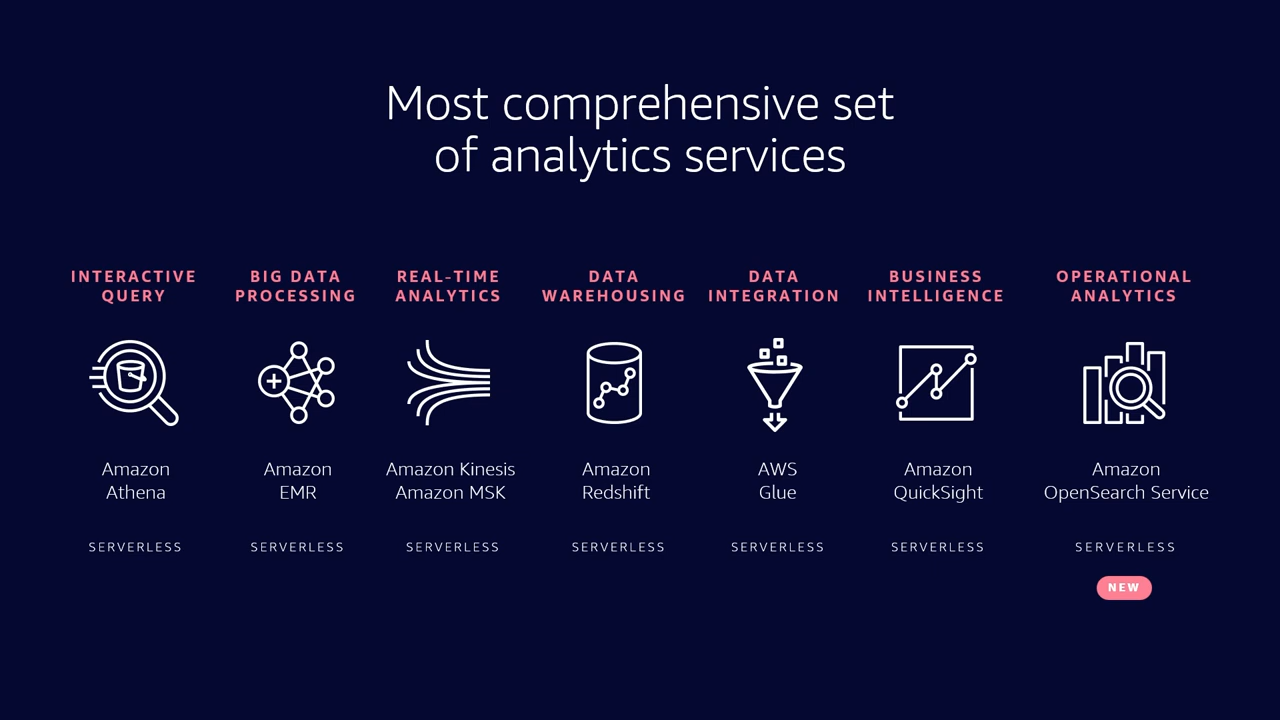 Most comprehensive set
of analytics services
INTERACTIVE
QUERY
Amazon
Athena
SERVERLESS
BIG DATA
PROCESSING
Amazon
EMR
SERVERLESS
REAL-TIME
ANALYTICS
Amazon Kinesis
Amazon MSK
SERVERLESS
DATA
WAREHOUSING
Amazon
Redshift
SERVERLESS
DATA
INTEGRATION
AWS
Glue
SERVERLESS
BUSINESS
INTELLIGENCE
Amazon
QuickSight
SERVERLESS
OPERATIONAL
ANALYTICS
Amazon
OpenSearch Service
SERVERLESS
NEW